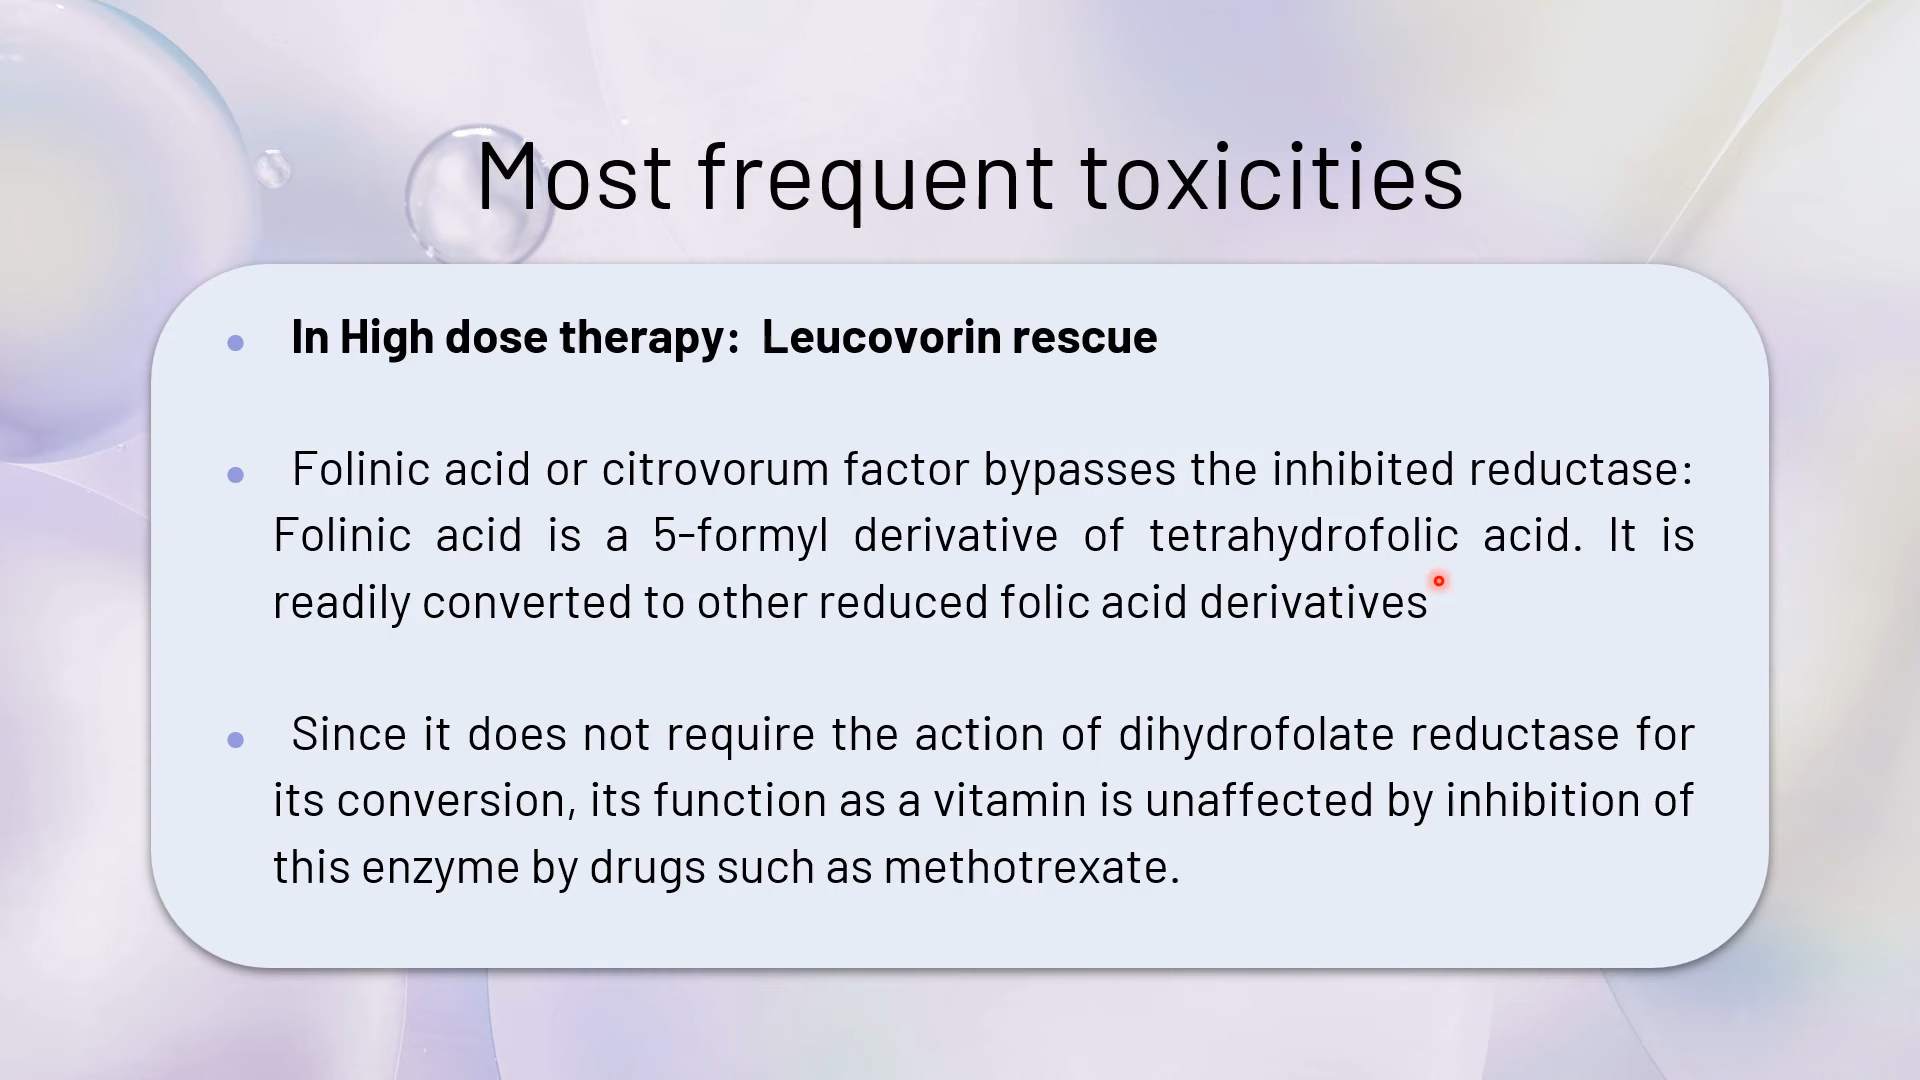 Most frequent toxicities
• In High dose therapy: Leucovorin rescue
• Folinic acid or citrovorum factor bypasses the inhibited reductase:
Folinic acid is a 5-formyl derivative of tetrahydrofolic acid. It is
readily converted to other reduced folic acid derivatives
• Since it does not require the action of dihydrofolate reductase for
its conversion, its function as a vitamin is unaffected by inhibition of
this enzyme by drugs such as methotrexate.